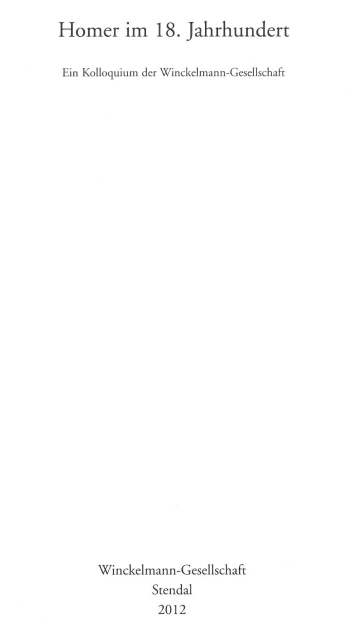 Homer im 18. Jahrhundert
Ein Kolloquium der Winckelmann-Gesellschaft
Winckelmann-Gesellschaft
Stendal
2012